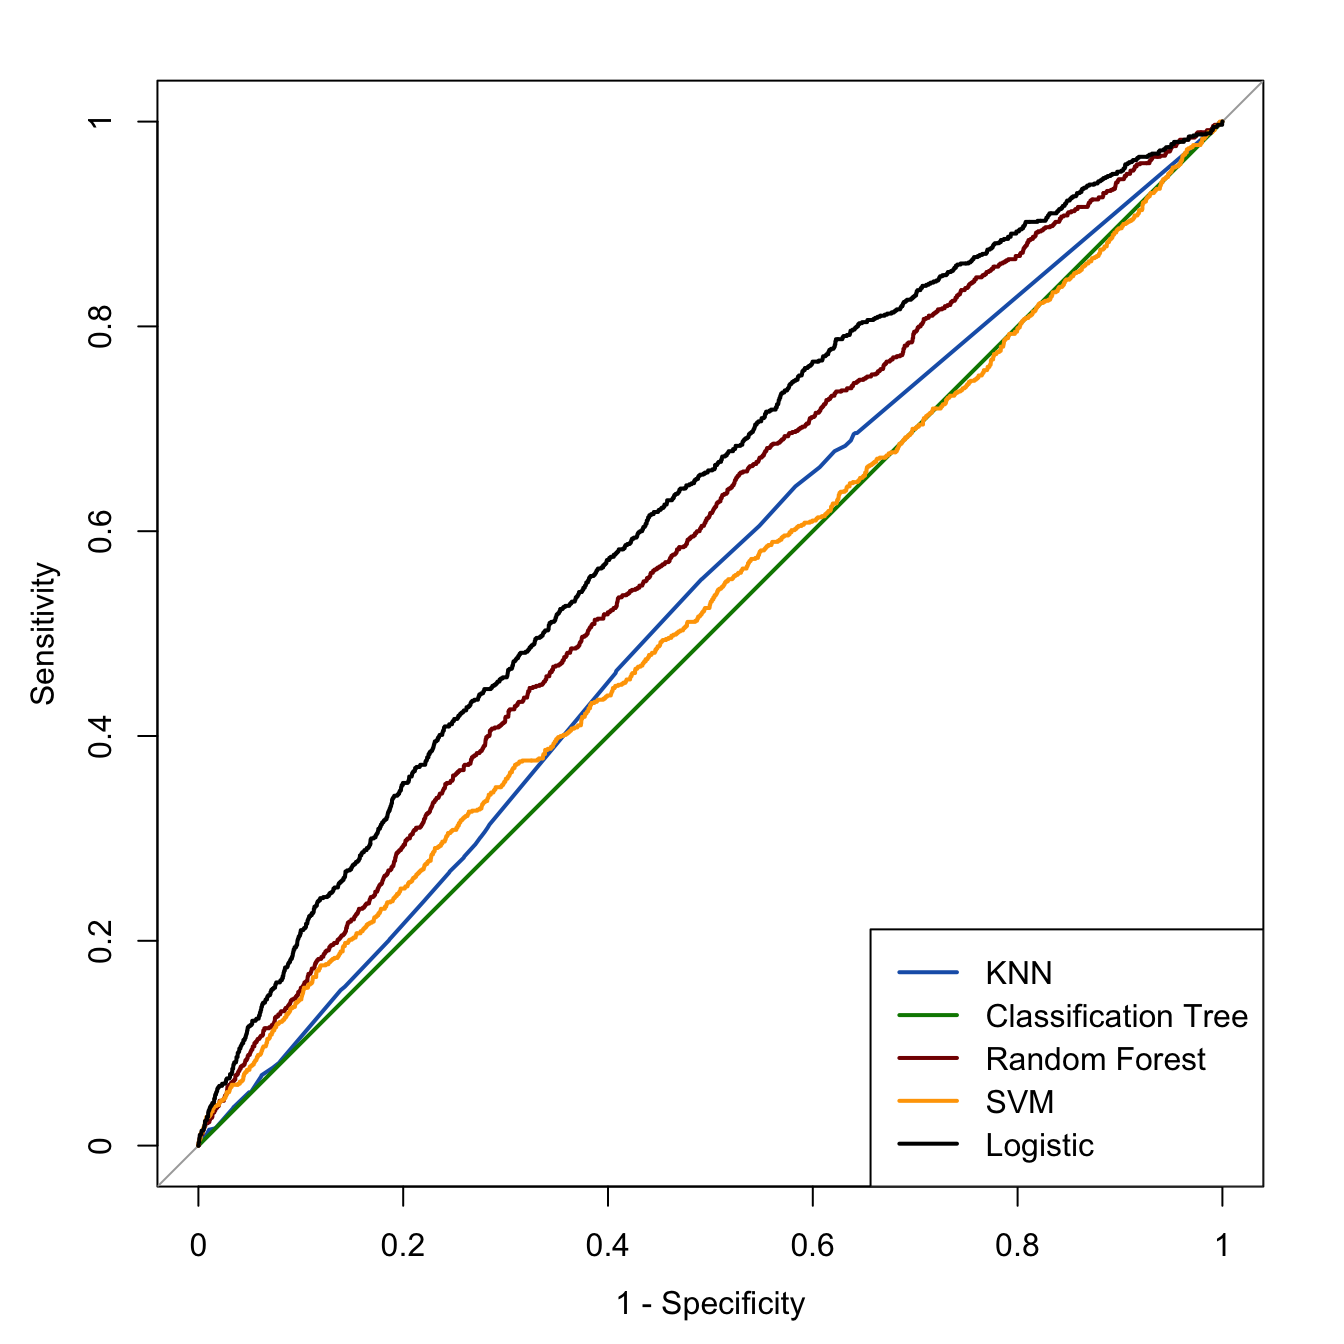 1
0.8
0.6
0.4
0.2
0
Sensitivity
KNN
Classification Tree
Random Forest
SVM
Logistic
0 0.2 0.4 0.6 0.8 1
1 - Specificity